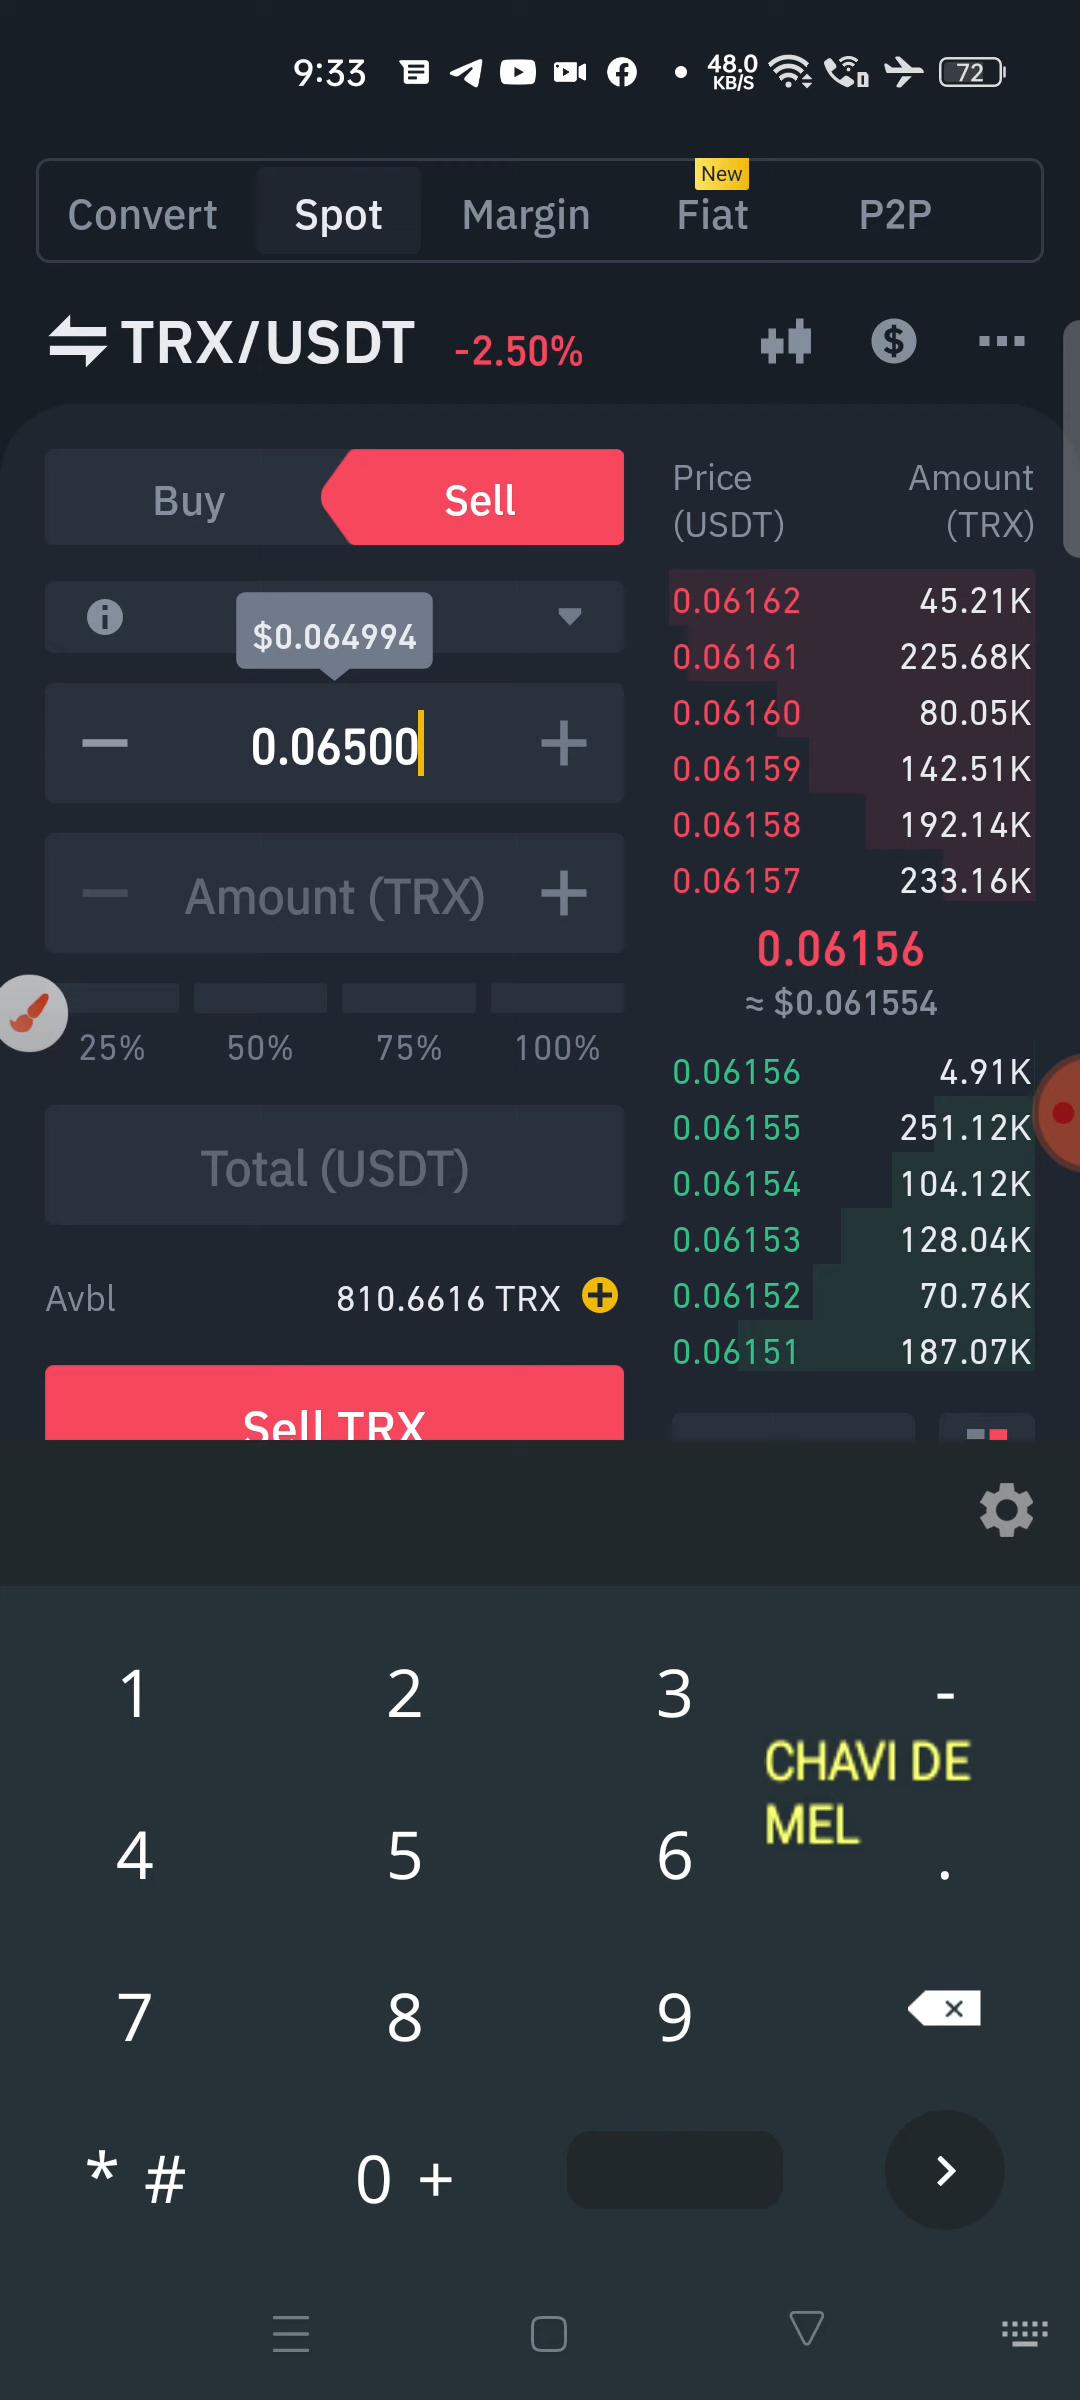 9:33 48.0 KB/S 72
New
Convert Spot Margin Fiat P2P
TRX/USDT -2.50%
Buy Sell
Price Amount
(USDT) (TRX)
$0.064994
0.06500
Amount (TRX)
25% 50% 75% 100%
Total (USDT)
Avbl 810.6616 TRX
Sell TRX
0.06162 45.21K
0.06161 225.68K
0.06160 80.05K
0.06159 142.51K
0.06158 192.14K
0.06157 233.16K
0.06156
≈ $0.061554
0.06156 4.91K
0.06155 251.12K
0.06154 104.12K
0.06153 128.04K
0.06152 70.76K
0.06151 187.07K
1 2 3 -
CHAVI DE
MEL
4 5 6 .
7 8 9
* # 0 +